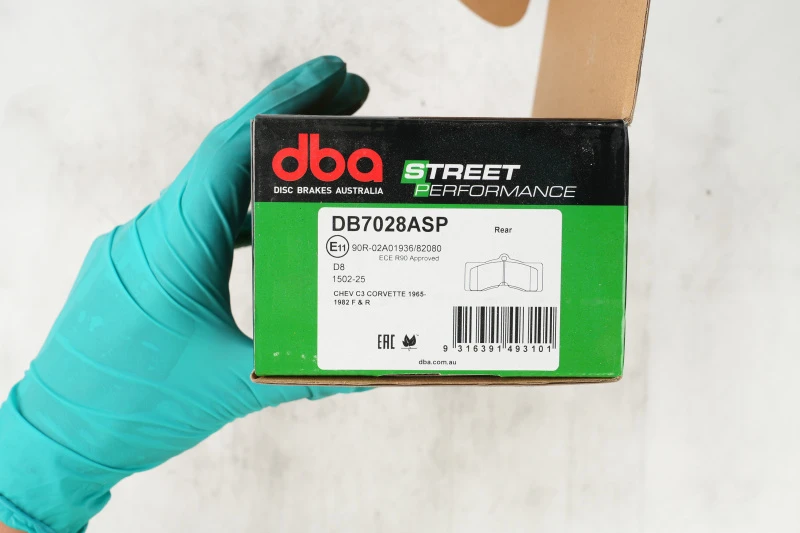 dba
DISC BRAKES AUSTRALIA
STREET
PERFORMANCE
DB7028ASP
Rear
E11 90R-02A01936/82080
ECE R90 Approved
D8
1502-25
CHEV C3 CORVETTE 1965-
1982 F & R
EAC
9 316391 493101
dba.com.au